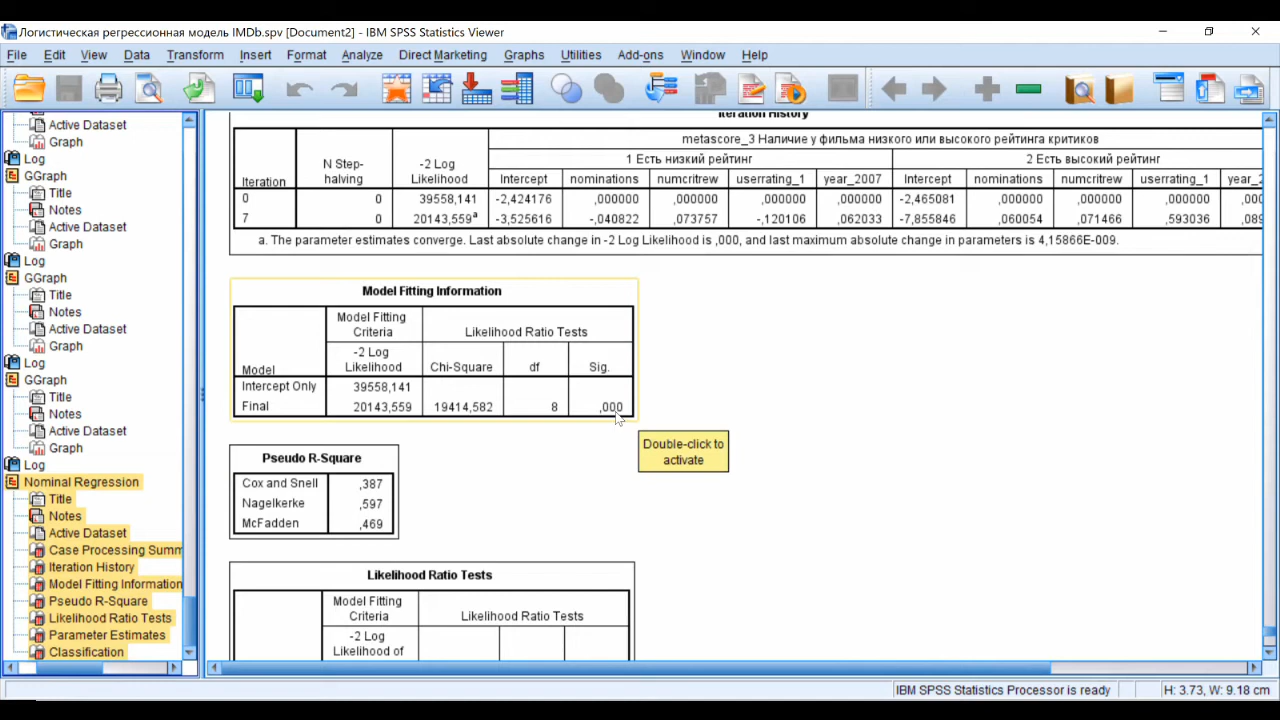 Логистическая регрессионная модель IMDb.spv [Document2] - IBM SPSS Statistics Viewer
File Edit View Data Transform Insert Format Analyze Direct Marketing Graphs Utilities Add-ons Window Help
Active Dataset
Graph
Log
GGraph
Title
Notes
Active Dataset
Graph
Log
GGraph
Title
Notes
Active Dataset
Graph
Log
GGraph
Title
Notes
Active Dataset
Graph
Log
Nominal Regression
Title
Notes
Active Dataset
Case Processing Summ
Iteration History
Model Fitting Information
Pseudo R-Square
Likelihood Ratio Tests
Parameter Estimates
Classification
Iteration History
metascore_3 Наличие у фильма низкого или высокого рейтинга критиков
1 Есть низкий рейтинг 2 Есть высокий рейтинг
Iteration N Step-halving -2 Log Likelihood Intercept nominations numcritrew userrating_1 year_2007 Intercept nominations numcritrew userrating_1 year_
0 0 39558,141 -2,424176 ,000000 ,000000 ,000000 ,000000 -2,465081 ,000000 ,000000 ,000000 ,000
7 0 20143,559a -3,525616 -,040822 ,073757 -,120106 ,062033 -7,855846 ,060054 ,071466 ,593036 ,089
a. The parameter estimates converge. Last absolute change in -2 Log Likelihood is ,000, and last maximum absolute change in parameters is 4,15866E-009.
Model Fitting Information
Model Fitting Criteria Likelihood Ratio Tests
Model -2 Log Likelihood Chi-Square df Sig.
Intercept Only 39558,141
Final 20143,559 19414,582 8 ,000
Double-click to
activate
Pseudo R-Square
Cox and Snell ,387
Nagelkerke ,597
McFadden ,469
Likelihood Ratio Tests
Model Fitting Criteria Likelihood Ratio Tests
-2 Log
Likelihood of
IBM SPSS Statistics Processor is ready H: 3.73, W: 9.18 cm